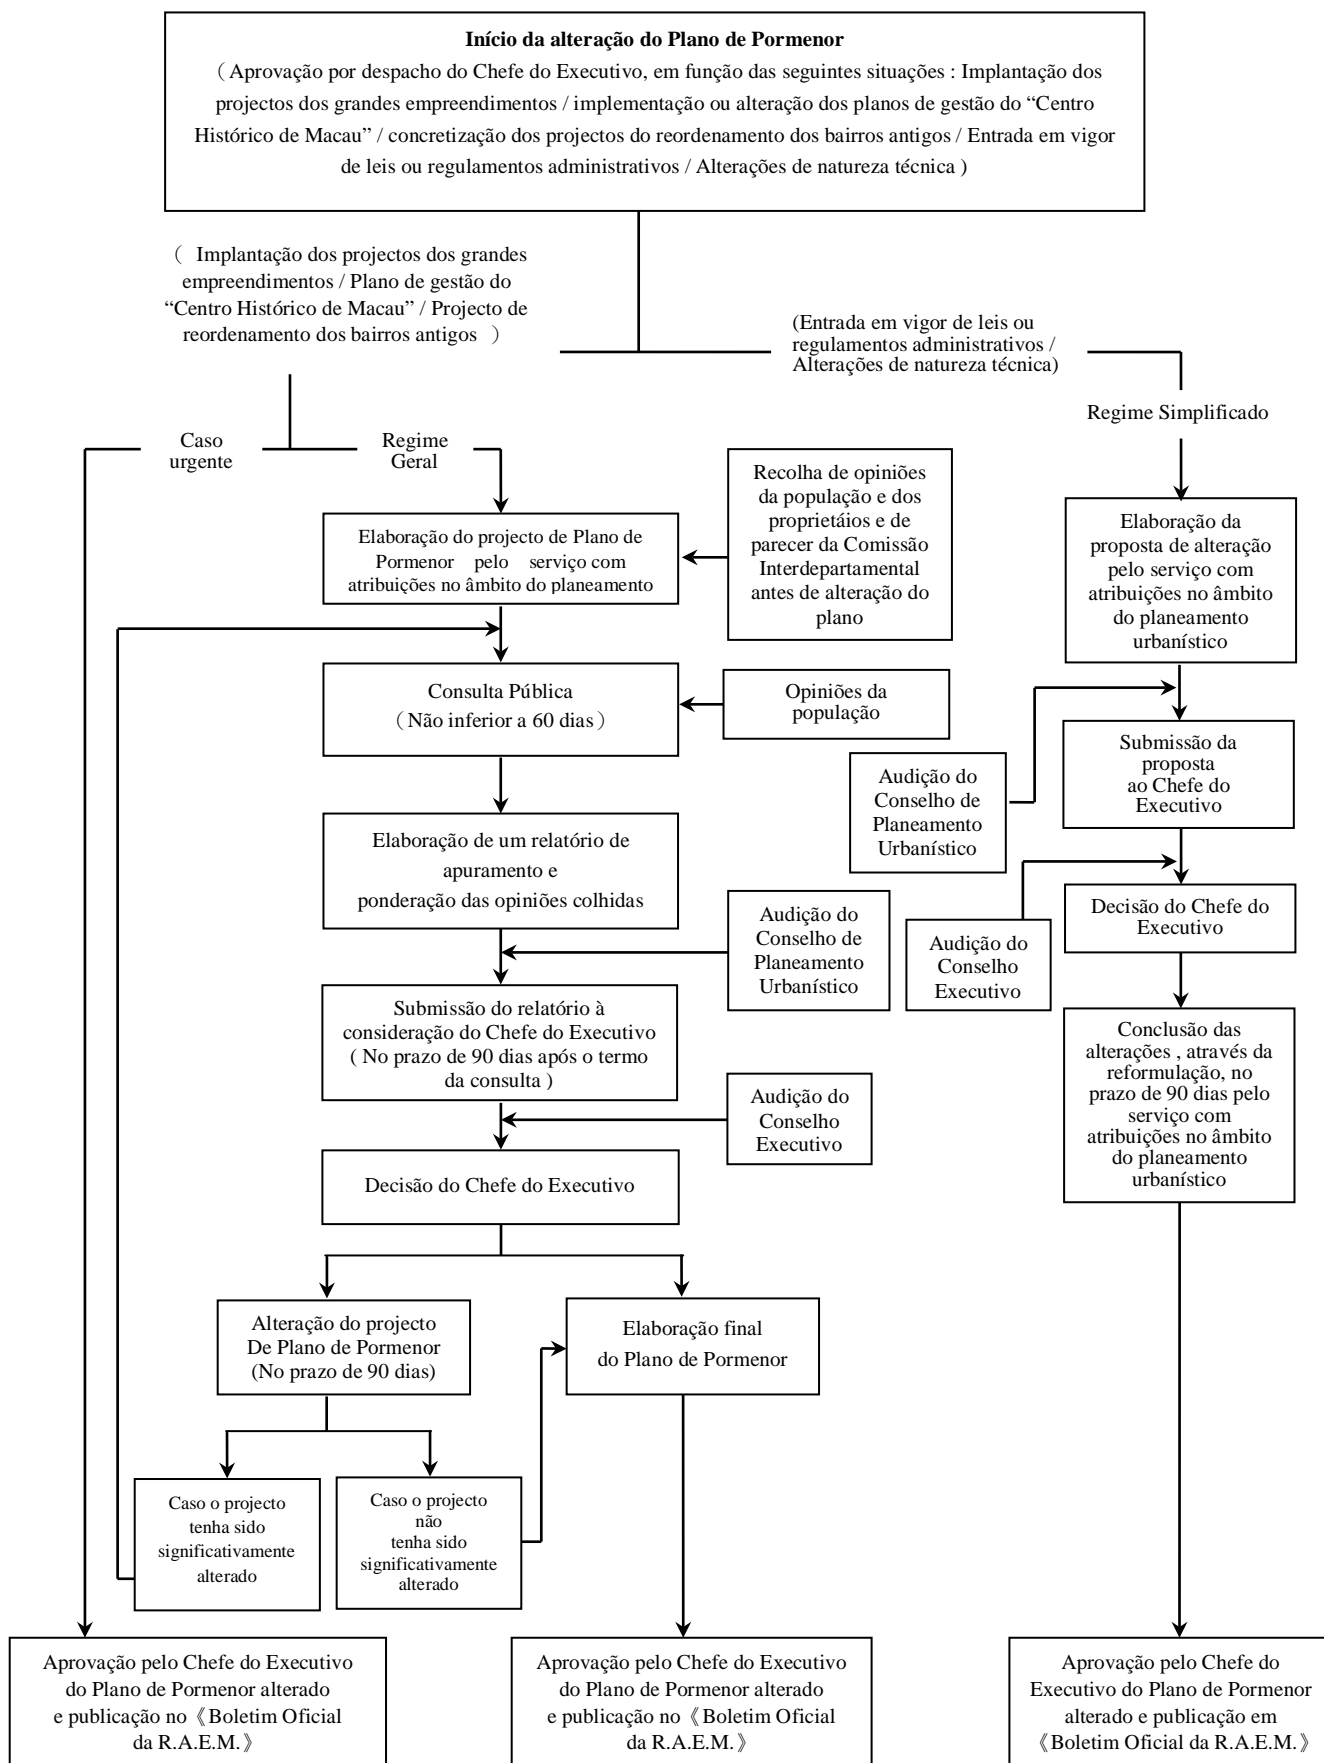 Início da alteração do Plano de Pormenor
（ Aprovação por despacho do Chefe do Executivo, em função das seguintes situações : Implantação dos
projectos dos grandes empreendimentos / implementação ou alteração dos planos de gestão do “Centro
Histórico de Macau” / concretização dos projectos do reordenamento dos bairros antigos / Entrada em vigor
de leis ou regulamentos administrativos / Alterações de natureza técnica )
（ Implantação dos projectos dos grandes
empreendimentos / Plano de gestão do
“Centro Histórico de Macau” / Projecto de
reordenamento dos bairros antigos ）
(Entrada em vigor de leis ou
regulamentos administrativos /
Alterações de natureza técnica)
Regime Simplificado
Caso
urgente
Regime
Geral
Elaboração do projecto de Plano de
Pormenor pelo serviço com
atribuições no âmbito do planeamento
Recolha de opiniões
da população e dos
proprietáios e de
parecer da Comissão
Interdepartamental
antes de alteração do
plano
Elaboração da
proposta de alteração
pelo serviço com
atribuições no âmbito
do planeamento
urbanístico
Consulta Pública
（Não inferior a 60 dias）
Opiniões da
população
Audição do
Conselho de
Planeamento
Urbanístico
Submissão da
proposta
ao Chefe do
Executivo
Elaboração de um relatório de
apuramento e
ponderação das opiniões colhidas
Audição do
Conselho de
Planeamento
Urbanístico
Audição do
Conselho
Executivo
Decisão do Chefe do
Executivo
Submissão do relatório à
consideração do Chefe do Executivo
( No prazo de 90 dias após o termo
da consulta )
Audição do
Conselho
Executivo
Conclusão das
alterações , através da
reformulação, no
prazo de 90 dias pelo
serviço com
atribuições no âmbito
do planeamento
urbanístico
Decisão do Chefe do Executivo
Alteração do projecto
De Plano de Pormenor
(No prazo de 90 dias)
Elaboração final
do Plano de Pormenor
Caso o projecto
tenha sido
significativamente
alterado
Caso o projecto
não
tenha sido
significativamente
alterado
Aprovação pelo Chefe do Executivo
do Plano de Pormenor alterado
e publicação no《Boletim Oficial
da R.A.E.M.》
Aprovação pelo Chefe do Executivo
do Plano de Pormenor alterado
e publicação no《Boletim Oficial
da R.A.E.M.》
Aprovação pelo Chefe do
Executivo do Plano de Pormenor
alterado e publicação em
《Boletim Oficial da R.A.E.M.》